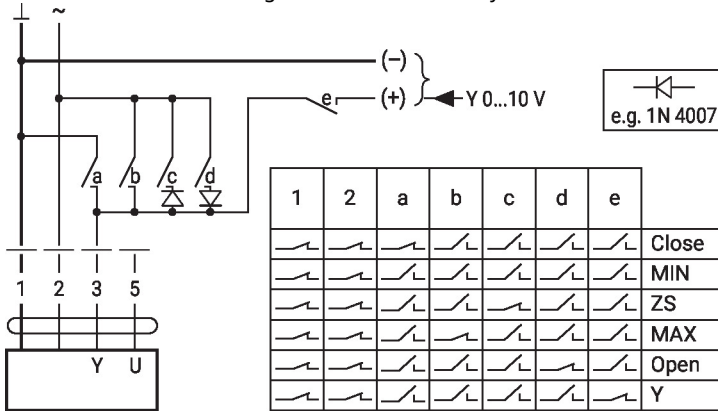 ⊥ ~
(–)
e (+) Y 0...10 V
e.g. 1N 4007
a b c d
1 2 a b c d e
Close
MIN
ZS
MAX
Open
Y
1 2 3 5
Y U